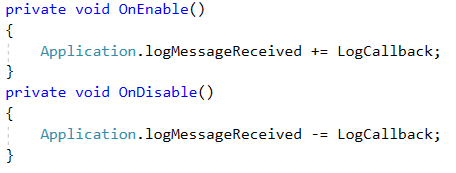 private void OnEnable()
{
    Application.logMessageReceived += LogCallback;
}
private void OnDisable()
{
    Application.logMessageReceived -= LogCallback;
}